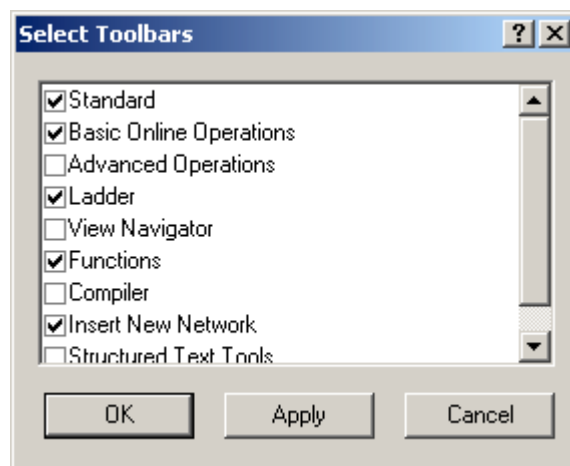 Select Toolbars
Standard
Basic Online Operations
Advanced Operations
Ladder
View Navigator
Functions
Compiler
Insert New Network
Structured Text Tools
OK Apply Cancel